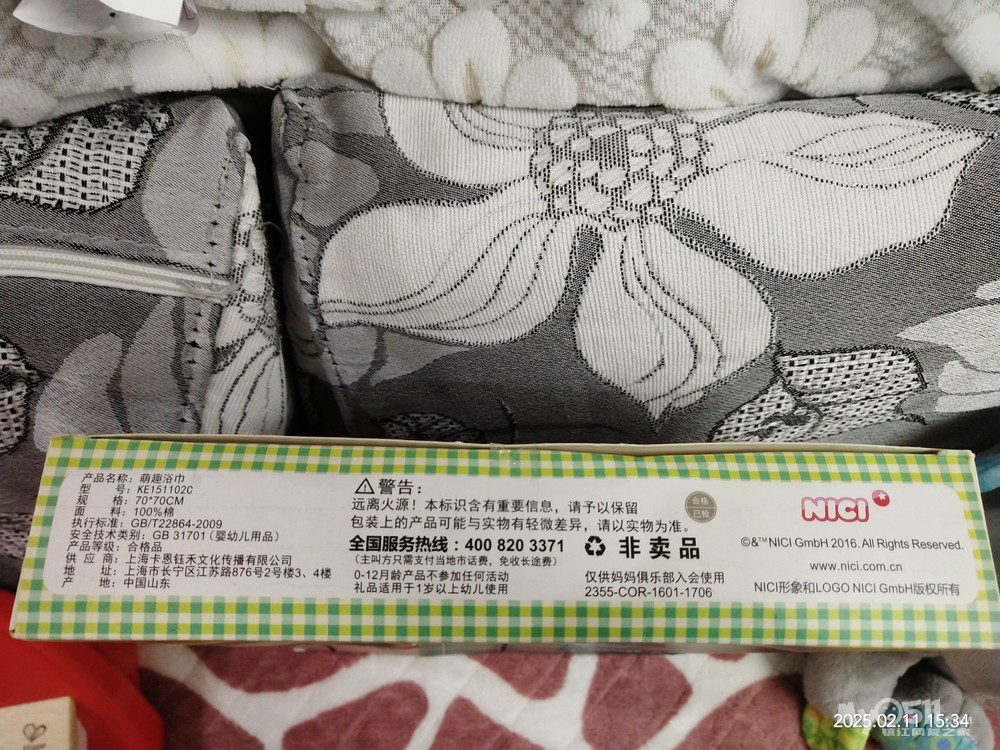 产品名称：萌趣浴巾
型　　号：KE151102C
规　　格：70*70CM
面　　料：100%棉
执行标准：GB/T22864-2009
安全技术类别：GB 31701（婴幼儿用品）
产品等级：合格品
供 应 商：上海卡恩钰禾文化传播有限公司
地　　址：上海市长宁区江苏路876号2号楼3、4楼
产　　地：中国山东
警告：
远离火源！本标识含有重要信息，请予以保留
包装上的产品可能与实物有轻微差异，请以实物为准。
全国服务热线：400 820 3371
（主叫方只需支付当地市话费，免收长途费）
0-12月龄产品不参加任何活动
礼品适用于1岁以上幼儿使用
合格
已检
非卖品
仅供妈妈俱乐部入会使用
2355-COR-1601-1706
NICI
©&™NICI GmbH 2016. All Rights Reserved.
www.nici.com.cn
NICI形象和LOGO NICI GmbH版权所有
2025.02.11 15:34
镇江网友之家